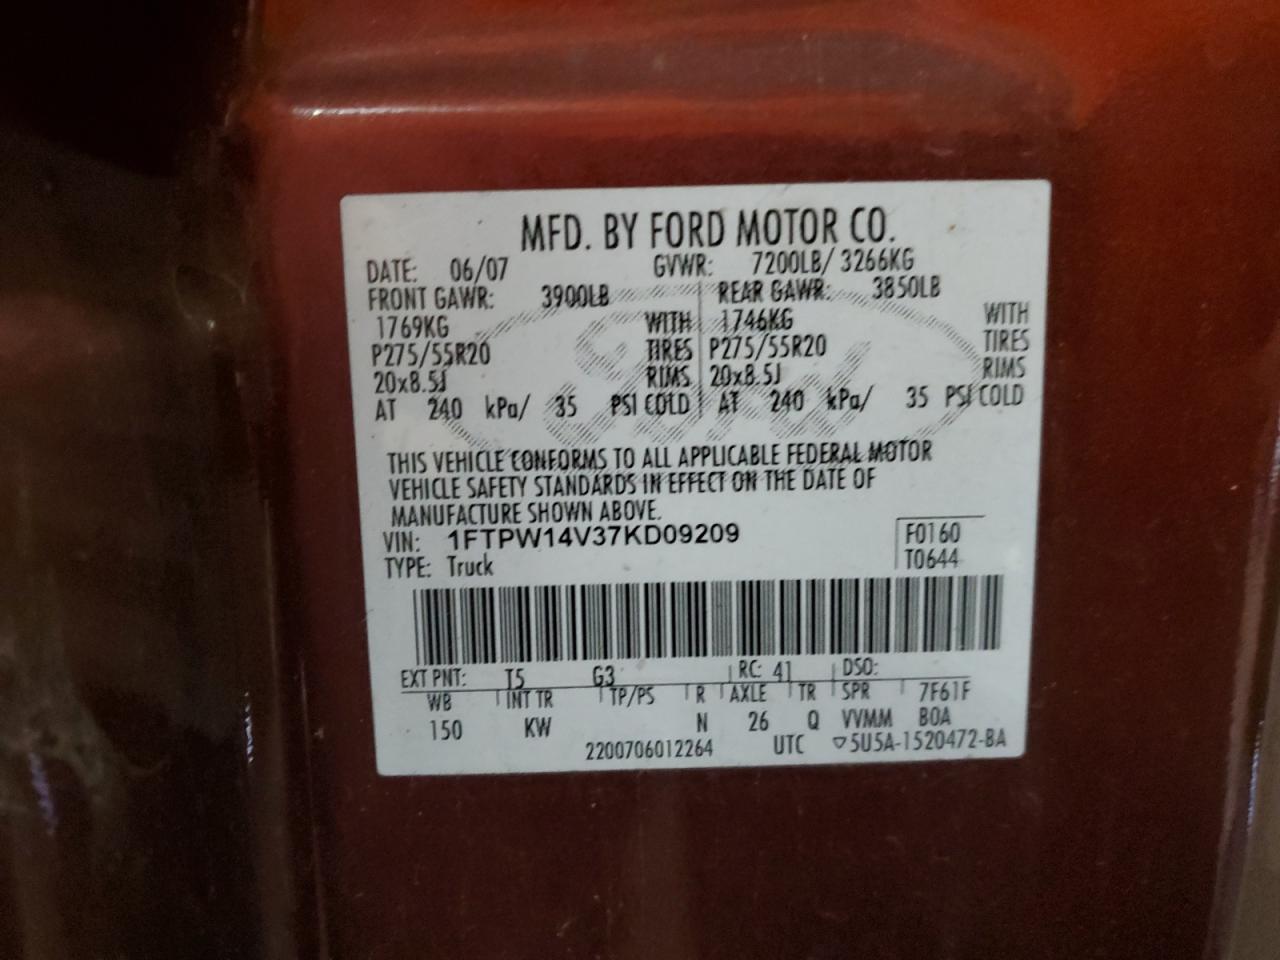 MFD. BY FORD MOTOR CO.
DATE: 06/07 GVWR: 7200LB/ 3266KG
FRONT GAWR: 3900LB REAR GAWR: 3850LB
1769KG WITH 1746KG WITH
P275/55R20 TIRES P275/55R20 TIRES
20x8.5J RIMS 20x8.5J RIMS
AT 240 kPa/ 35 PSI COLD AT 240 kPa/ 35 PSI COLD
Ford
THIS VEHICLE CONFORMS TO ALL APPLICABLE FEDERAL MOTOR
VEHICLE SAFETY STANDARDS IN EFFECT ON THE DATE OF
MANUFACTURE SHOWN ABOVE.
VIN: 1FTPW14V37KD09209 F0160
TYPE: Truck T0644
EXT PNT: T5 G3 RC: 41 DSO:
WB INT TR TP/PS R AXLE TR SPR 7F61F
150 KW N 26 Q VVMM B0A
2200706012264 UTC ▽5U5A-1520472-BA